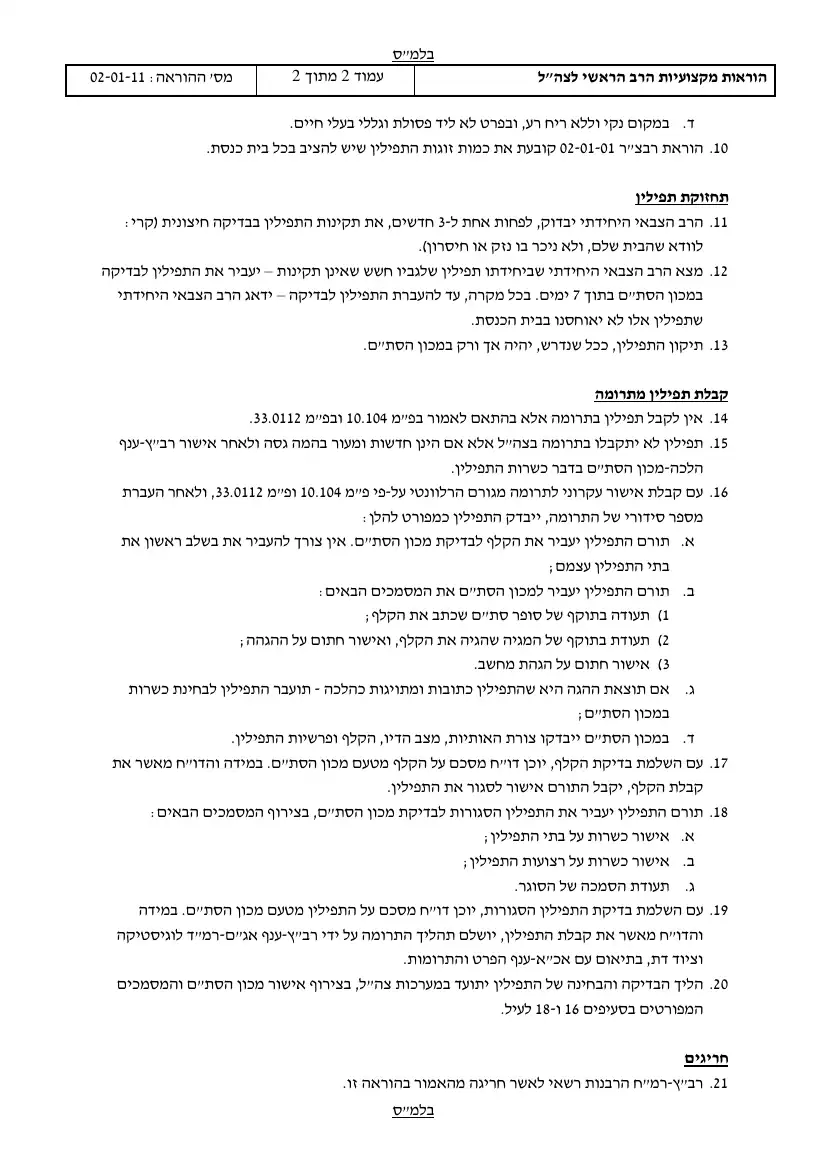 בלמ״ס
הוראות מקצועיות הרב הראשי לצה״ל עמוד 2 מתוך 2 מס׳ ההוראה: 02-01-11
ד. במקום נקי וללא ריח רע, ובפרט לא ליד פסולת וגללי בעלי חיים.
10. הוראת רבצ״ר 02-01-01 קובעת את כמות זוגות התפילין שיש להציב בכל בית כנסת.
תחזוקת תפילין
11. הרב הצבאי היחידתי יבדוק, לפחות אחת ל-3 חדשים, את תקינות התפילין בבדיקה חיצונית (קרי:
לוודא שהבית שלם, ולא ניכר בו נזק או חיסרון).
12. מצא הרב הצבאי היחידתי שביחידתו תפילין שלגביו חשש שאינן תקינות – יעביר את התפילין לבדיקה
במכון הסת״ם בתוך 7 ימים. בכל מקרה, עד להעברת התפילין לבדיקה – ידאג הרב הצבאי היחידתי
שתפילין אלו לא יאוחסנו בבית הכנסת.
13. תיקון התפילין, ככל שנדרש, יהיה אך ורק במכון הסת״ם.
קבלת תפילין מתרומה
14. אין לקבל תפילין בתרומה אלא בהתאם לאמור בפ״מ 10.104 ובפ״מ 33.0112.
15. תפילין לא יתקבלו בתרומה בצה״ל אלא אם הינן חדשות ומעור בהמה גסה ולאחר אישור רב״ץ-ענף
הלכה-מכון הסת״ם בדבר כשרות התפילין.
16. עם קבלת אישור עקרוני לתרומה מגורם הרלוונטי על-פי פ״מ 10.104 ופ״מ 33.0112, ולאחר העברת
מספר סידורי של התרומה, ייבדק התפילין כמפורט להלן:
א. תורם התפילין יעביר את הקלף לבדיקת מכון הסת״ם. אין צורך להעביר את בשלב ראשון את
בתי התפילין עצמם;
ב. תורם התפילין יעביר למכון הסת״ם את המסמכים הבאים:
1) תעודה בתוקף של סופר סת״ם שכתב את הקלף;
2) תעודת בתוקף של המגיה שהגיה את הקלף, ואישור חתום על ההגהה;
3) אישור חתום על הגהת מחשב.
ג. אם תוצאת ההגה היא שהתפילין כתובות ומתויגות כהלכה - תועבר התפילין לבחינת כשרות
במכון הסת״ם;
ד. במכון הסת״ם ייבדקו צורת האותיות, מצב הדיו, הקלף ופרשיות התפילין.
17. עם השלמת בדיקת הקלף, יוכן דו״ח מסכם על הקלף מטעם מכון הסת״ם. במידה והדו״ח מאשר את
קבלת הקלף, יקבל התורם אישור לסגור את התפילין.
18. תורם התפילין יעביר את התפילין הסגורות לבדיקת מכון הסת״ם, בצירוף המסמכים הבאים:
א. אישור כשרות על בתי התפילין;
ב. אישור כשרות על רצועות התפילין;
ג. תעודת הסמכה של הסוגר.
19. עם השלמת בדיקת התפילין הסגורות, יוכן דו״ח מסכם על התפילין מטעם מכון הסת״ם. במידה
והדו״ח מאשר את קבלת התפילין, יושלם תהליך התרומה על ידי רב״ץ-ענף אג״ם-רמ״ד לוגיסטיקה
וציוד דת, בתיאום עם אכ״א-ענף הפרט והתרומות.
20. הליך הבדיקה והבחינה של התפילין יתועד במערכות צה״ל, בצירוף אישור מכון הסת״ם והמסמכים
המפורטים בסעיפים 16 ו-18 לעיל.
חריגים
21. רב״ץ-רמ״ח הרבנות רשאי לאשר חריגה מהאמור בהוראה זו.
בלמ״ס